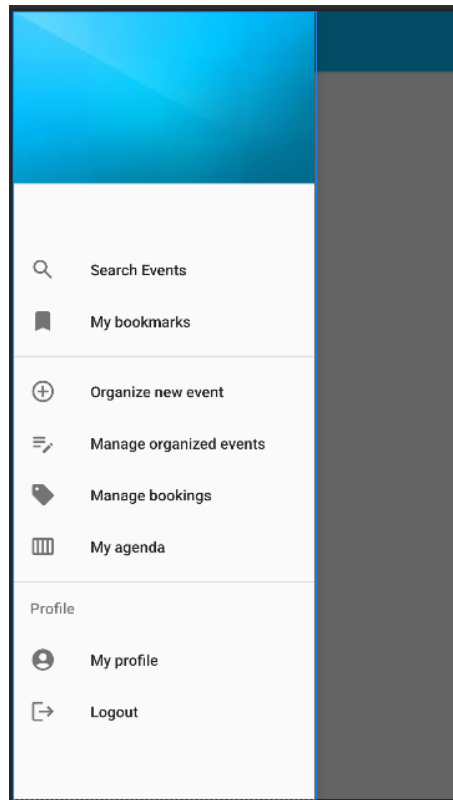 Search Events
My bookmarks
Organize new event
Manage organized events
Manage bookings
My agenda
Profile
My profile
Logout